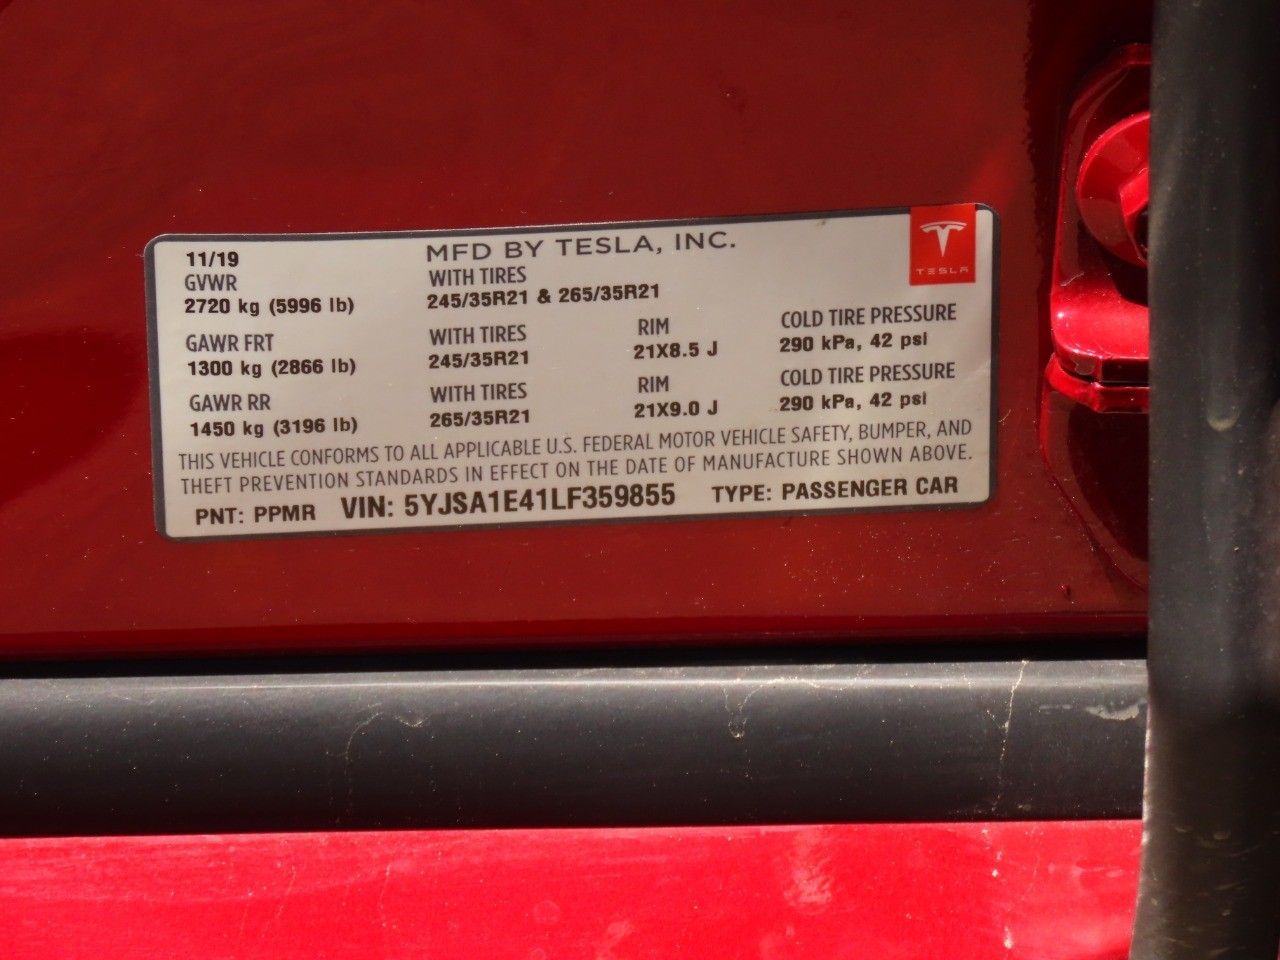 11/19 MFD BY TESLA, INC.
TESLA
GVWR WITH TIRES
2720 kg (5996 lb) 245/35R21 & 265/35R21
GAWR FRT WITH TIRES RIM COLD TIRE PRESSURE
1300 kg (2866 lb) 245/35R21 21X8.5 J 290 kPa, 42 psi
GAWR RR WITH TIRES RIM COLD TIRE PRESSURE
1450 kg (3196 lb) 265/35R21 21X9.0 J 290 kPa, 42 psi
THIS VEHICLE CONFORMS TO ALL APPLICABLE U.S. FEDERAL MOTOR VEHICLE SAFETY, BUMPER, AND
THEFT PREVENTION STANDARDS IN EFFECT ON THE DATE OF MANUFACTURE SHOWN ABOVE.
PNT: PPMR VIN: 5YJSA1E41LF359855 TYPE: PASSENGER CAR